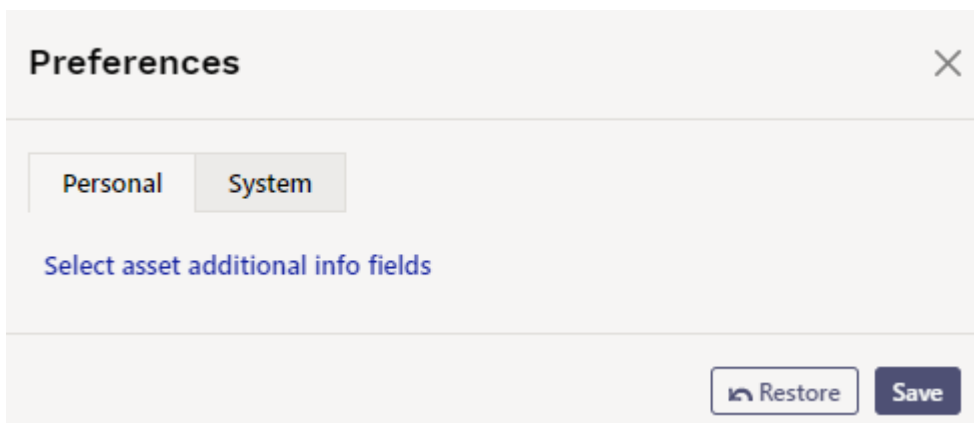 Preferences
Personal System
Select asset additional info fields
Restore Save